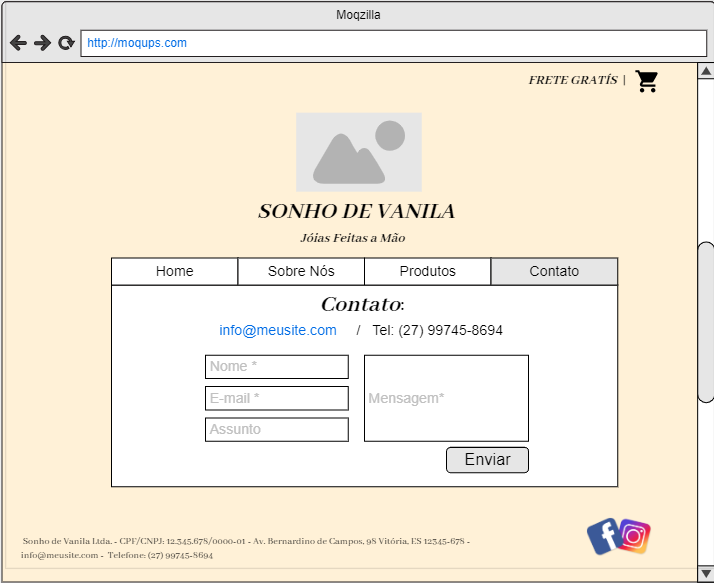 Moqzilla
http://moqups.com
FRETE GRATÍS |
SONHO DE VANILA
Jóias Feitas a Mão
Home Sobre Nós Produtos Contato
Contato:
info@meusite.com / Tel: (27) 99745-8694
Nome *
E-mail *
Mensagem*
Assunto
Enviar
Sonho de Vanila Ltda. - CPF/CNPJ: 12.345.678/0000-01 - Av. Bernardino de Campos, 98 Vitória, ES 12345-678 -
info@meusite.com - Telefone: (27) 99745-8694